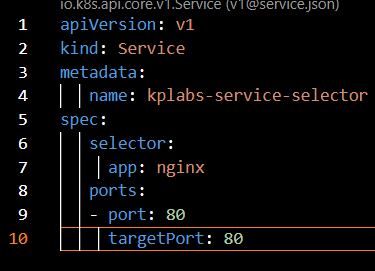 io.k8s.api.core.v1.Service (v1@service.json)
1 apiVersion: v1
2 kind: Service
3 metadata:
4 name: kplabs-service-selector
5 spec:
6 selector:
7 app: nginx
8 ports:
9 - port: 80
10 targetPort: 80